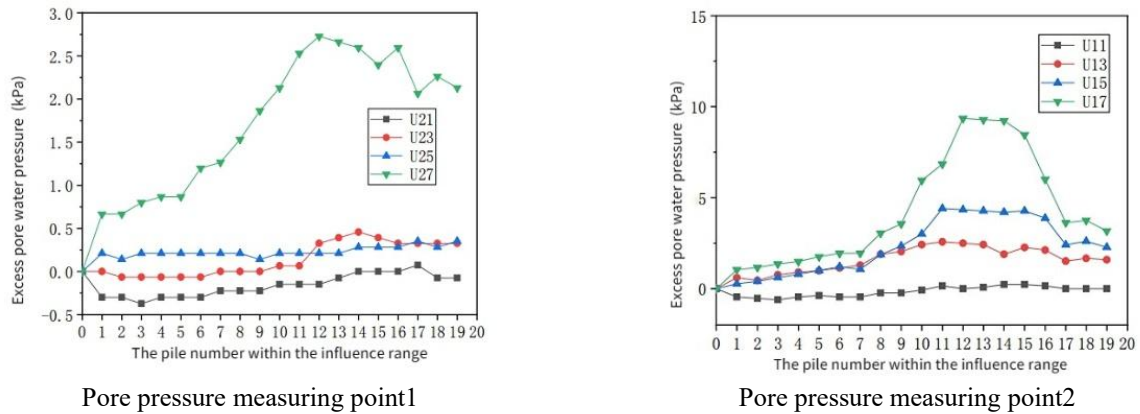 3.0
2.5
2.0
1.5
1.0
0.5
0.0
-0.5
Excess pore water pressure (kPa)
U21
U23
U25
U27
0 1 2 3 4 5 6 7 8 9 10 11 12 13 14 15 16 17 18 19 20
The pile number within the influence range
Pore pressure measuring point1
15
10
5
0
Excess pore water pressure (kPa)
U11
U13
U15
U17
0 1 2 3 4 5 6 7 8 9 10 11 12 13 14 15 16 17 18 19 20
The pile number within the influence range
Pore pressure measuring point2